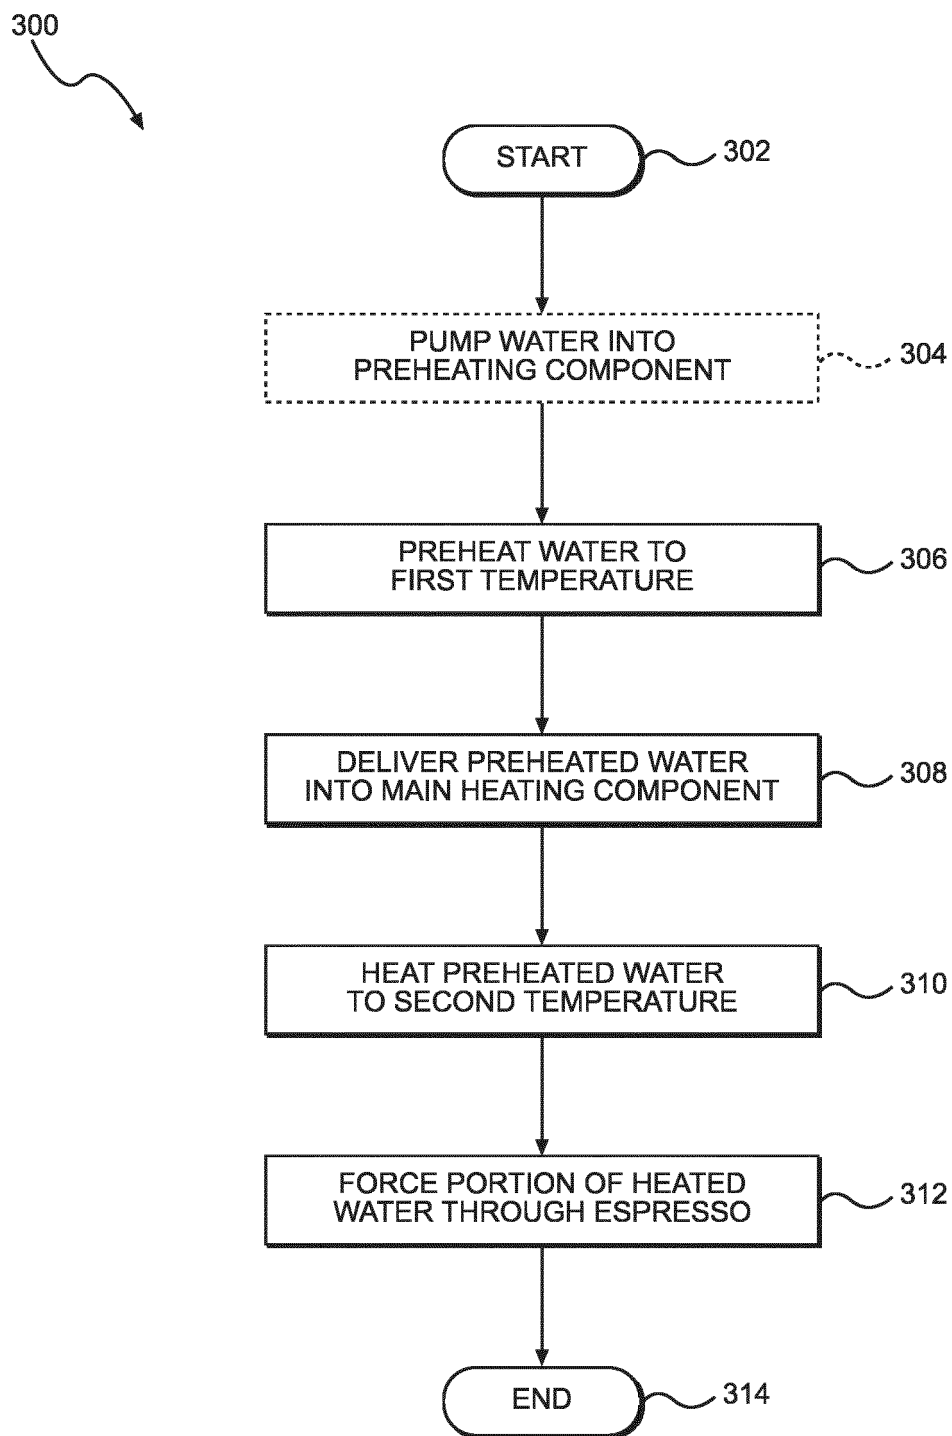 300
START
302
PUMP WATER INTO
PREHEATING COMPONENT
304
PREHEAT WATER TO
FIRST TEMPERATURE
306
DELIVER PREHEATED WATER
INTO MAIN HEATING COMPONENT
308
HEAT PREHEATED WATER
TO SECOND TEMPERATURE
310
FORCE PORTION OF HEATED
WATER THROUGH ESPRESSO
312
END
314